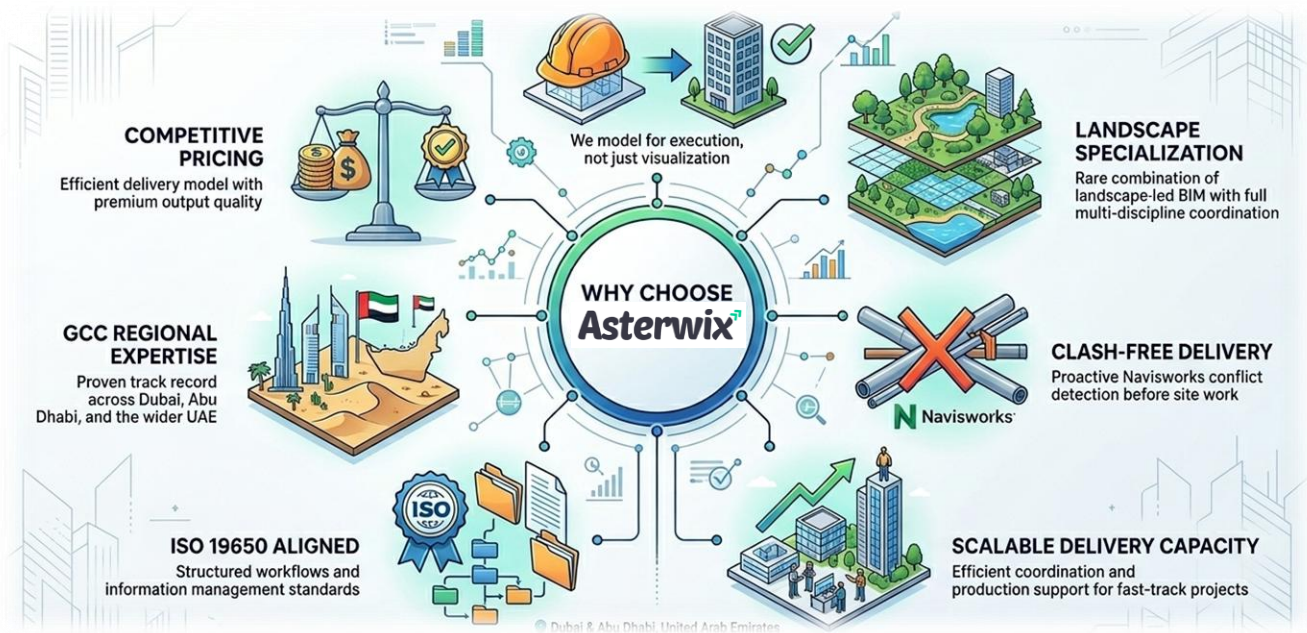 We model for execution,
not just visualization
COMPETITIVE
PRICING
Efficient delivery model with
premium output quality
LANDSCAPE
SPECIALIZATION
Rare combination of
landscape-led BIM with full
multi-discipline coordination
WHY CHOOSE
Asterwix
GCC REGIONAL
EXPERTISE
Proven track record
across Dubai, Abu
Dhabi, and the wider UAE
CLASH-FREE DELIVERY
Proactive Navisworks conflict
detection before site work
N Navisworks
ISO
ISO 19650 ALIGNED
Structured workflows and
information management standards
SCALABLE DELIVERY CAPACITY
Efficient coordination and
production support for fast-track projects
Dubai & Abu Dhabi, United Arab Emirates